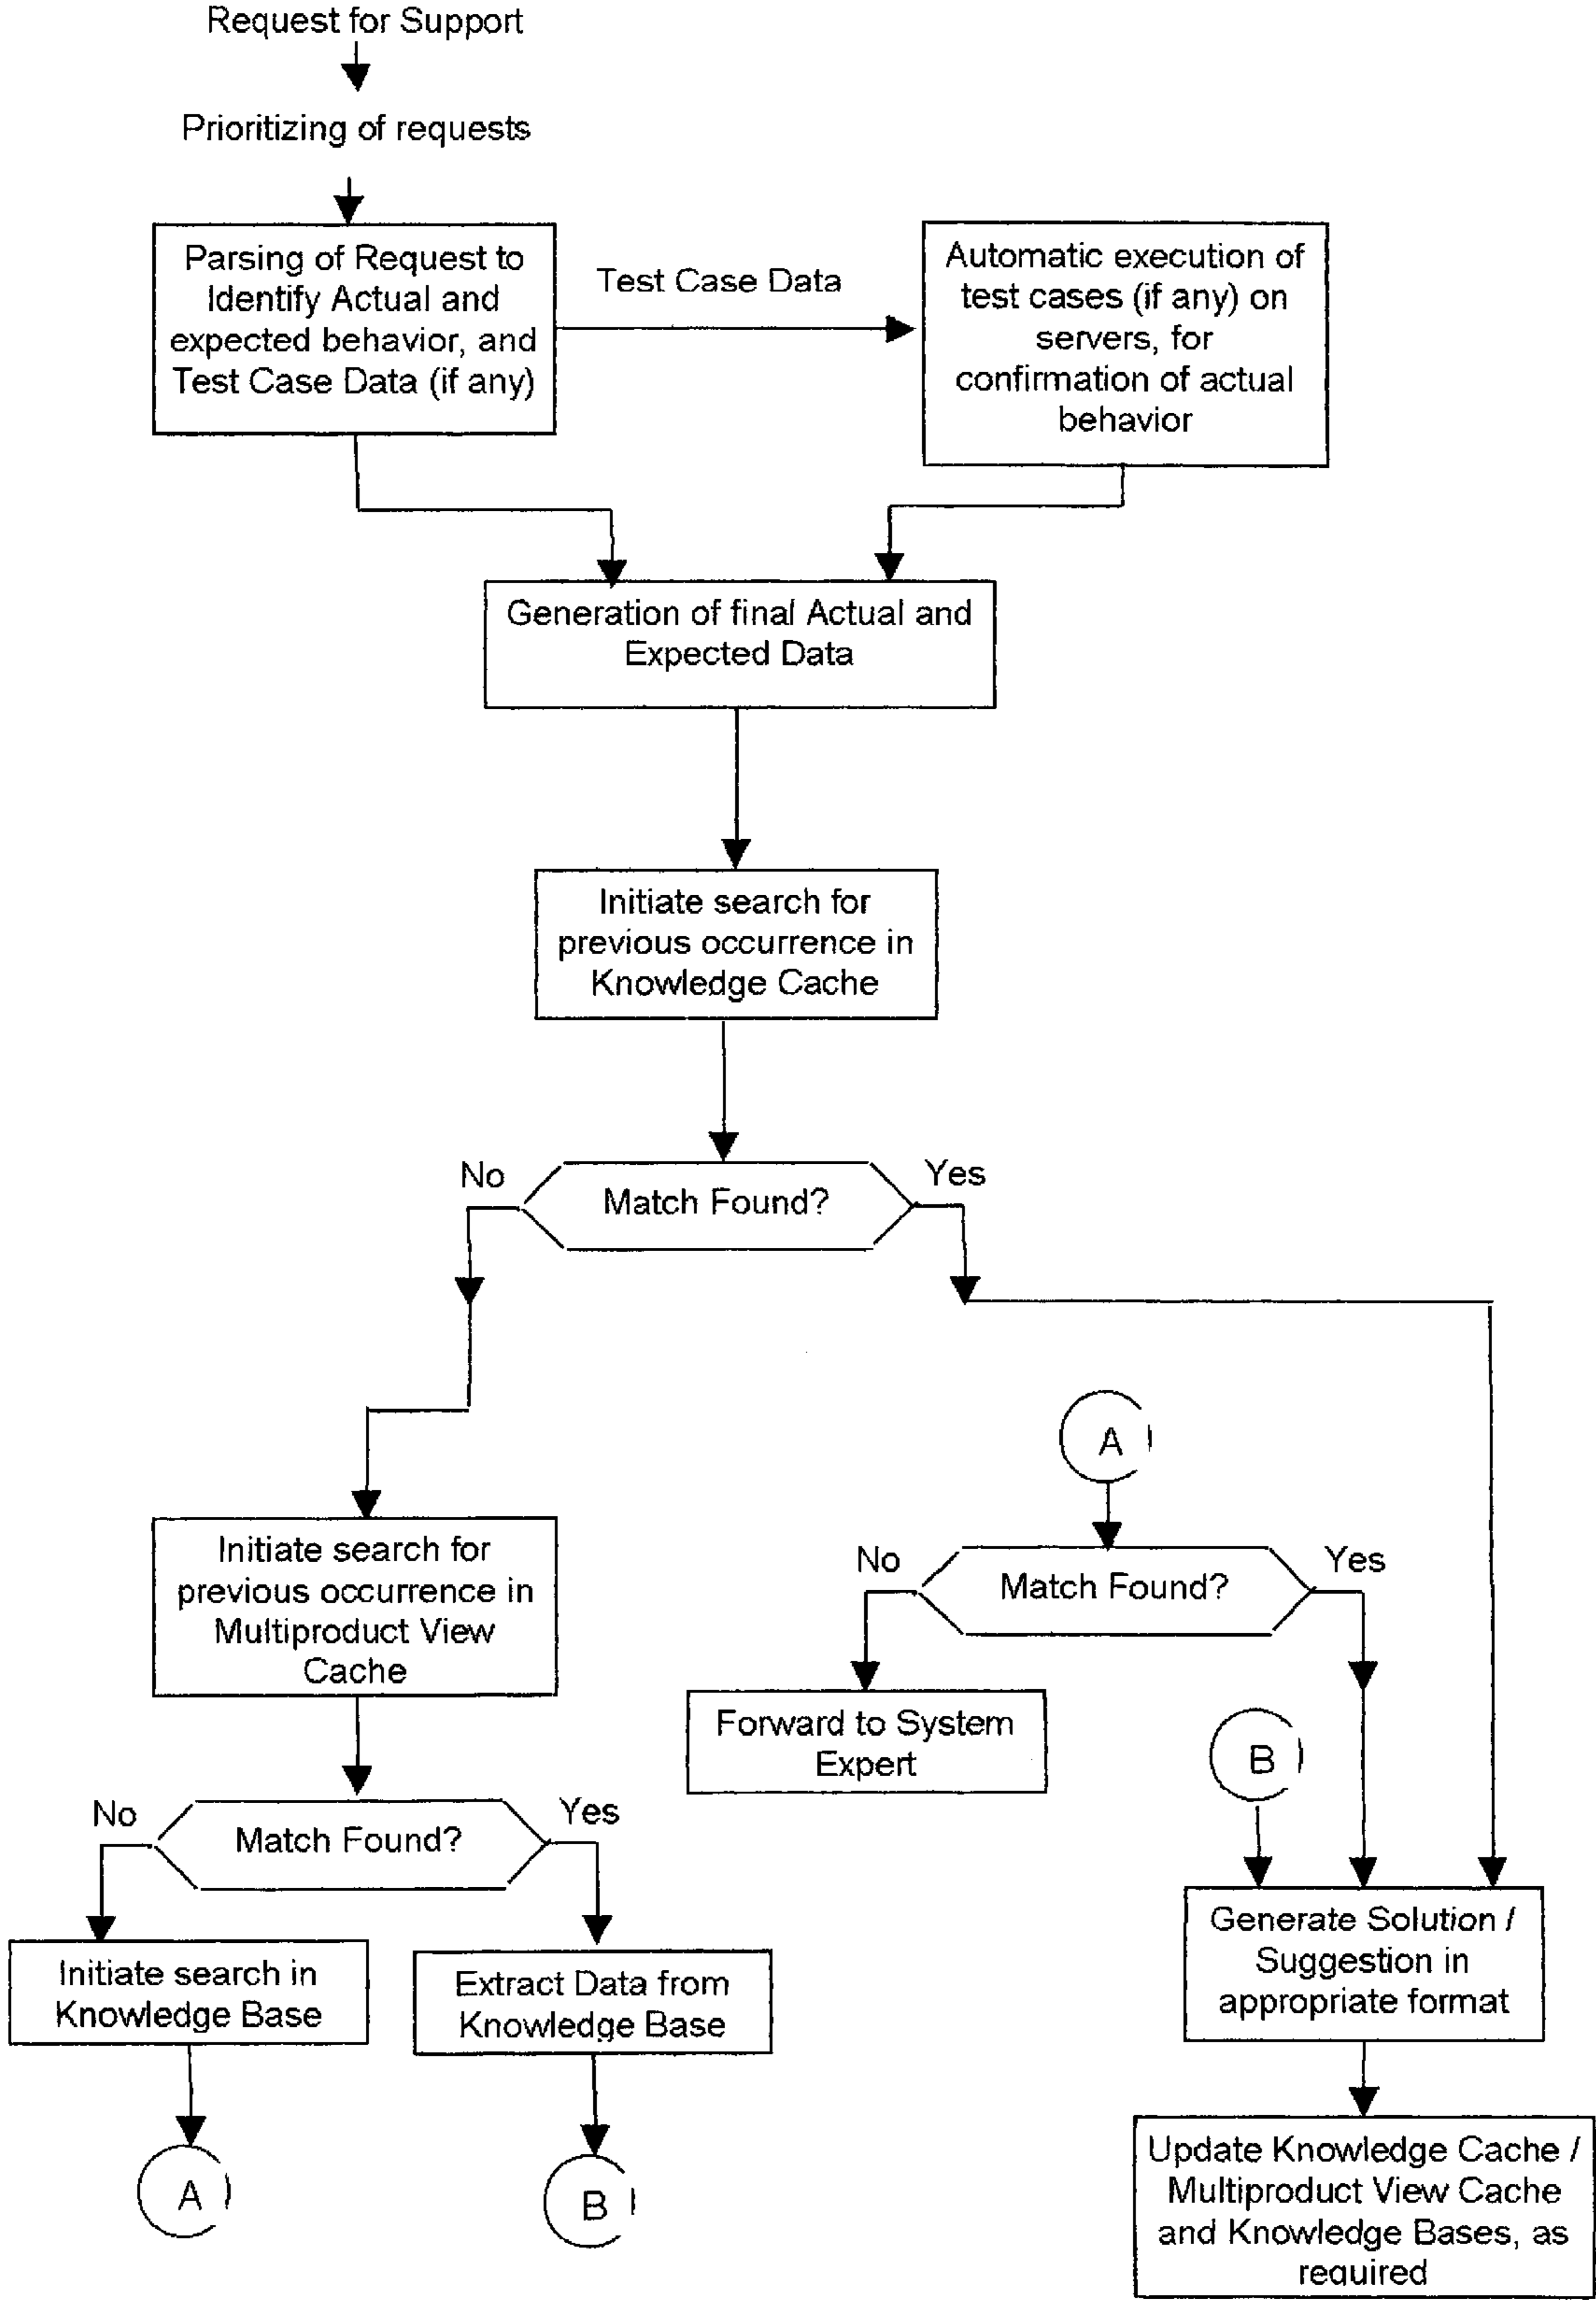 Request for Support
Prioritizing of requests
Parsing of Request to
Identify Actual and
expected behavior, and
Test Case Data (if any)
Test Case Data
Automatic execution of
test cases (if any) on
servers, for
confirmation of actual
behavior
Generation of final Actual and
Expected Data
Initiate search for
previous occurrence in
Knowledge Cache
No
Match Found?
Yes
Initiate search for
previous occurrence in
Multiproduct View
Cache
No
Match Found?
Yes
Initiate search in
Knowledge Base
Extract Data from
Knowledge Base
A
B
A
No
Match Found?
Yes
Forward to System
Expert
B
Generate Solution /
Suggestion in
appropriate format
Update Knowledge Cache /
Multiproduct View Cache
and Knowledge Bases, as
required